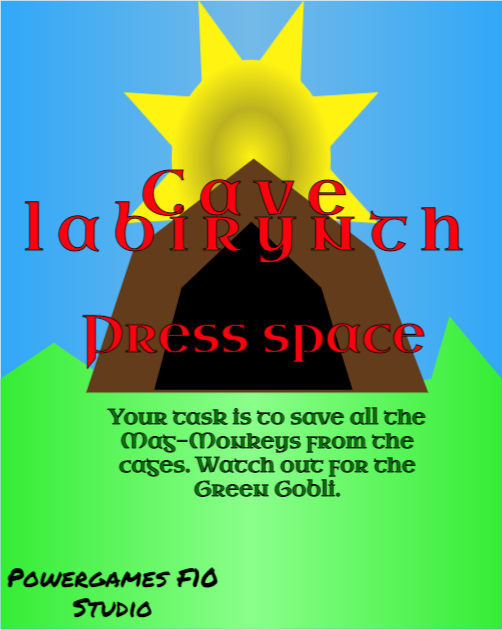 Cave
labirynth
Press space
Your task is to save all the
Mag-Monkeys from the
cages. Watch out for the
Green Gobli.
Powergames F10
Studio